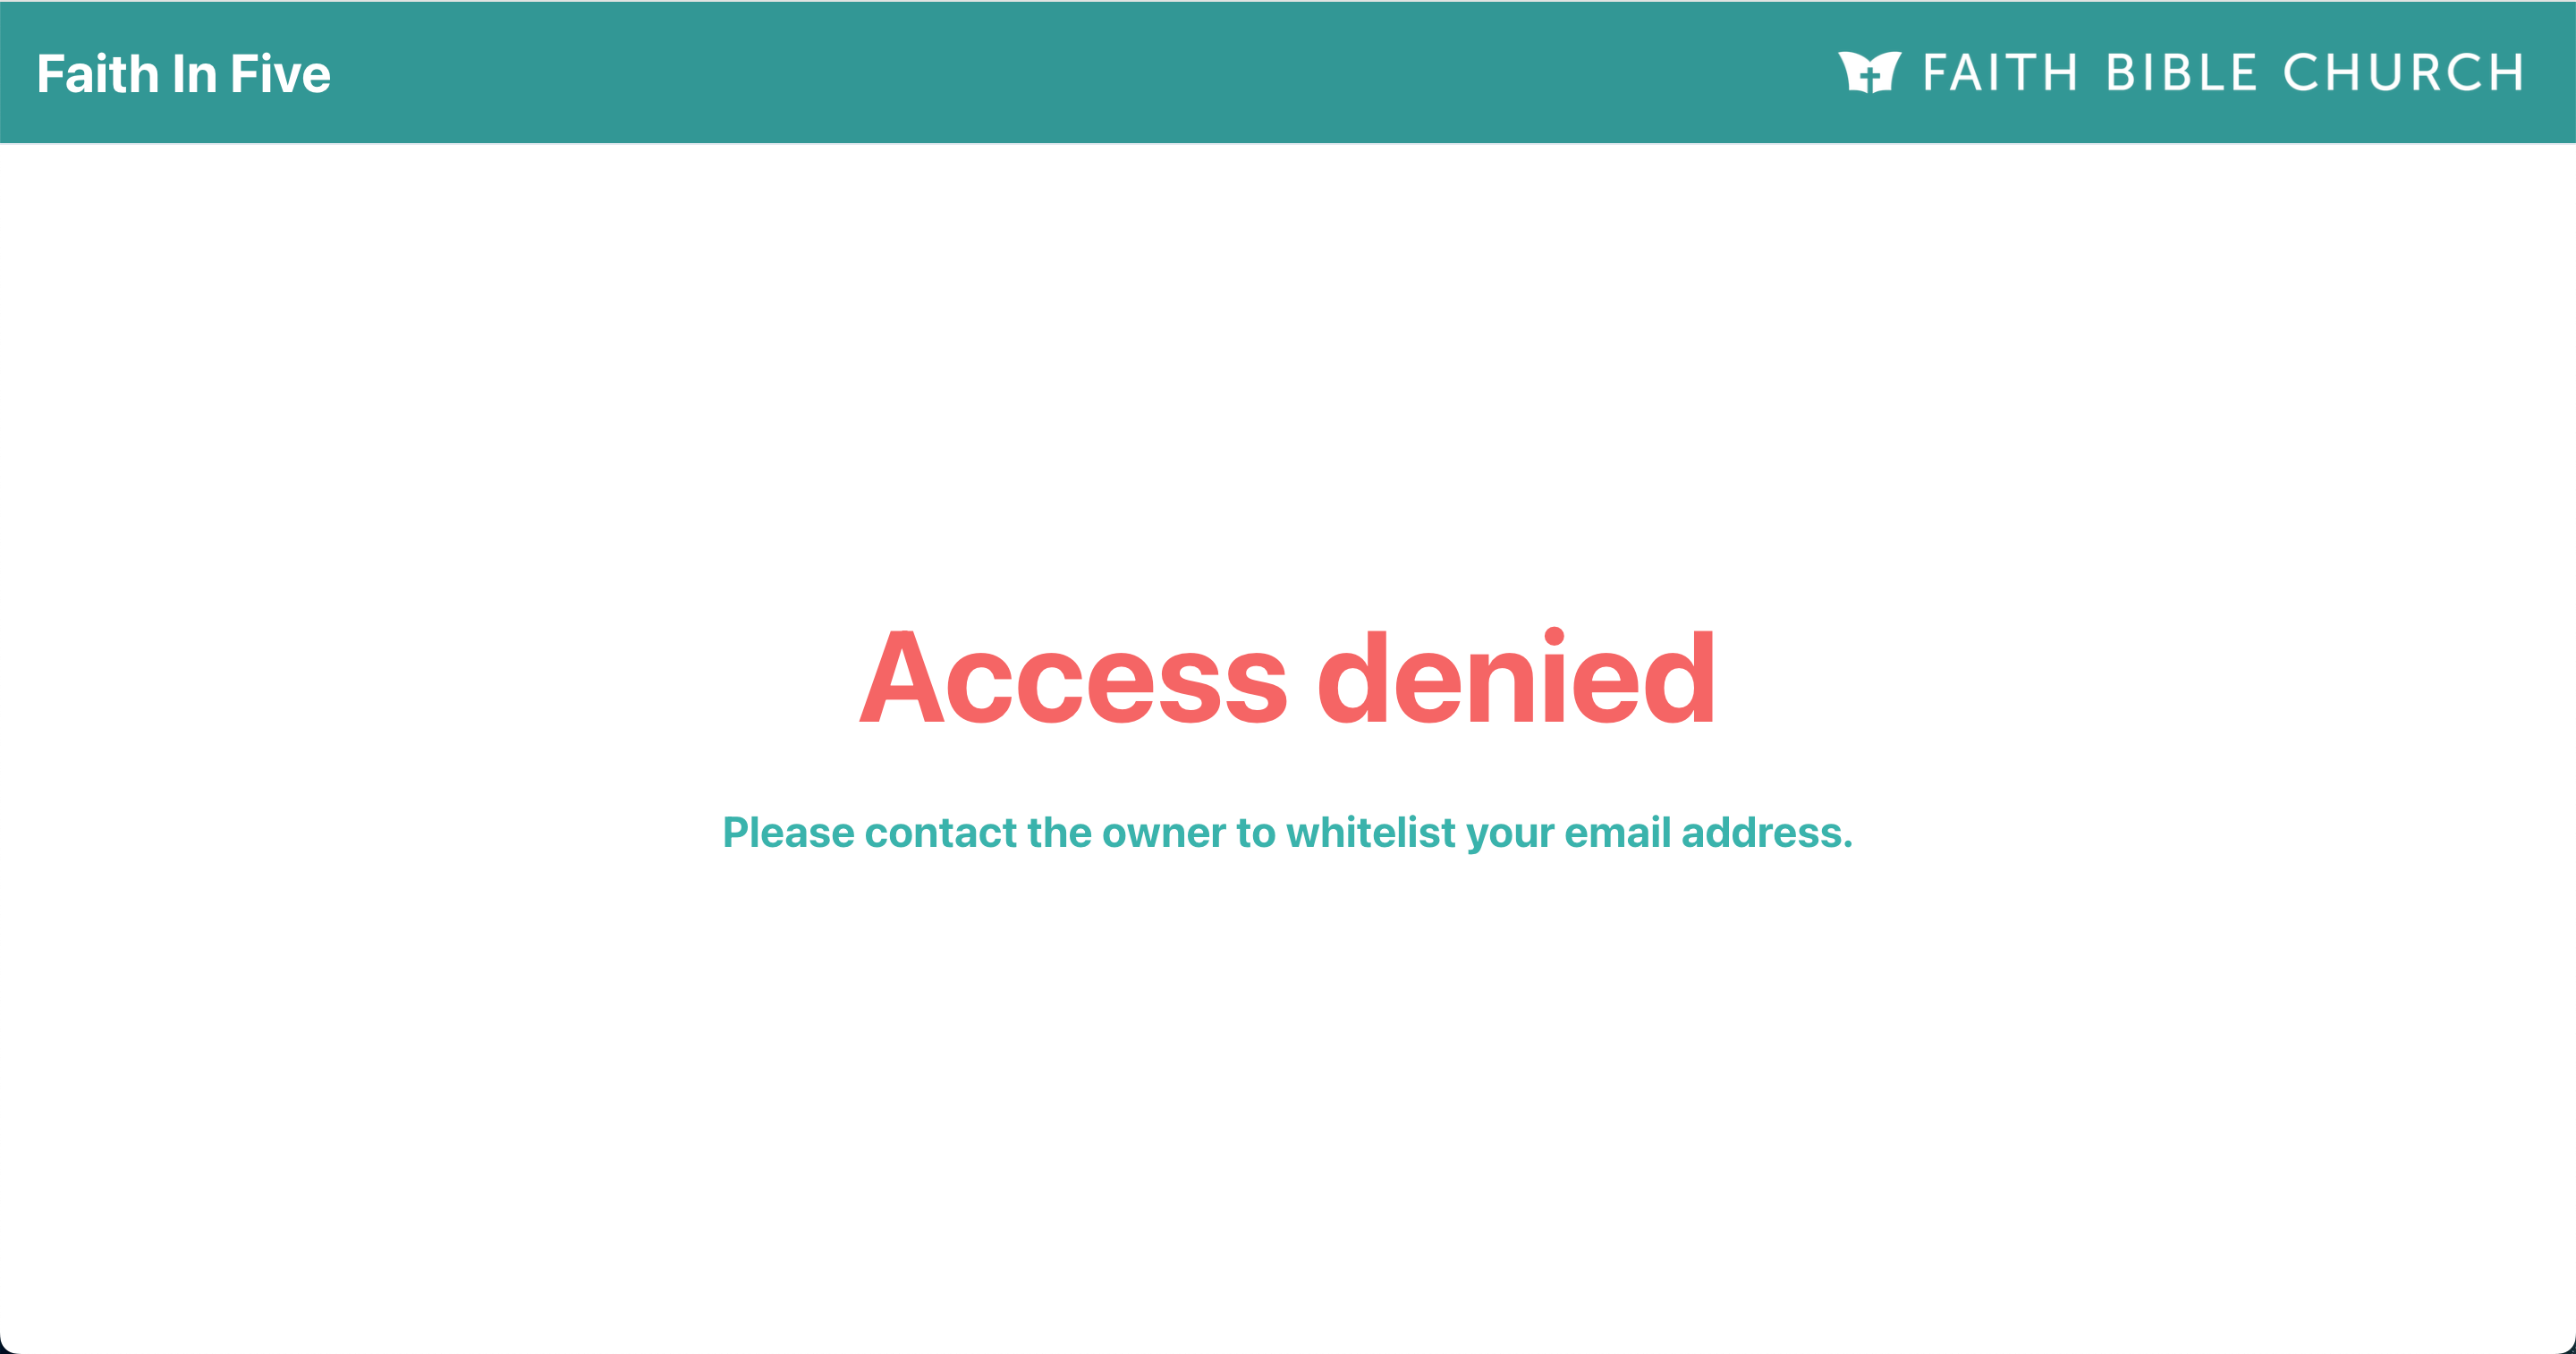 Faith In Five
FAITH BIBLE CHURCH
Access denied
Please contact the owner to whitelist your email address.